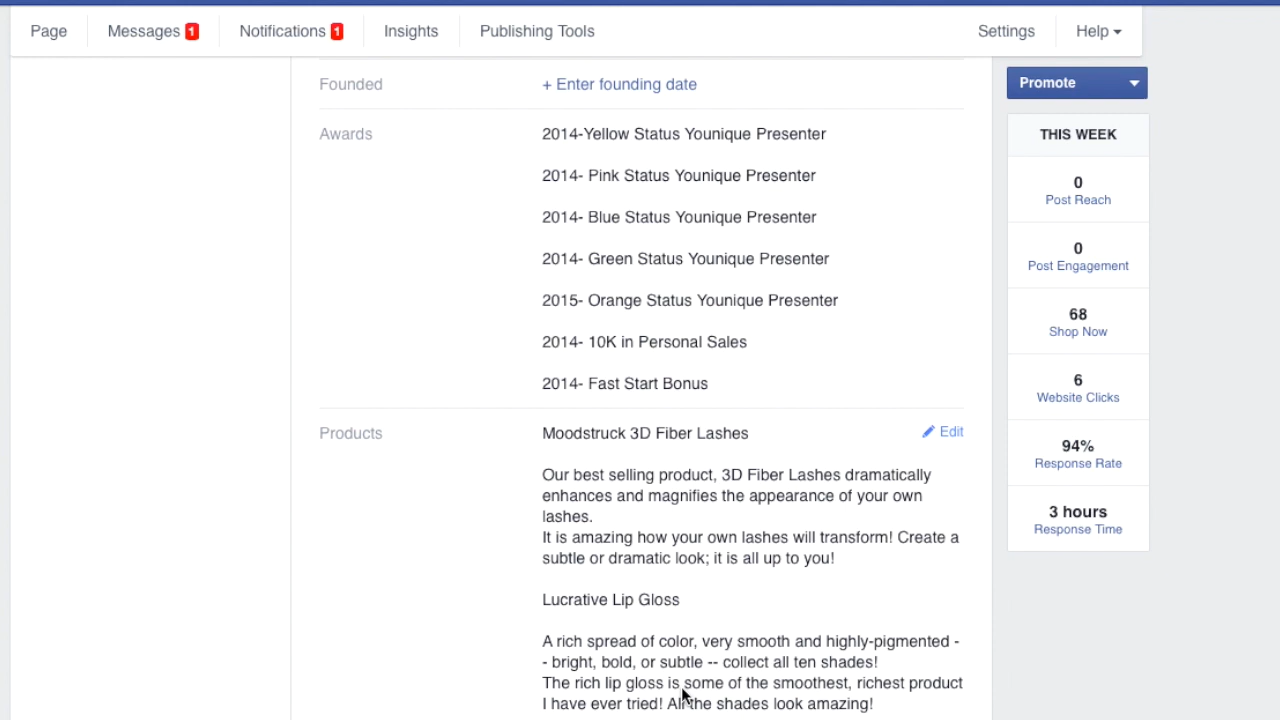 Page Messages 1 Notifications 1 Insights Publishing Tools Settings Help
Founded + Enter founding date
Awards 2014-Yellow Status Younique Presenter
2014- Pink Status Younique Presenter
2014- Blue Status Younique Presenter
2014- Green Status Younique Presenter
2015- Orange Status Younique Presenter
2014- 10K in Personal Sales
2014- Fast Start Bonus
Products Moodstruck 3D Fiber Lashes Edit
Our best selling product, 3D Fiber Lashes dramatically
enhances and magnifies the appearance of your own
lashes.
It is amazing how your own lashes will transform! Create a
subtle or dramatic look; it is all up to you!
Lucrative Lip Gloss
A rich spread of color, very smooth and highly-pigmented -
- bright, bold, or subtle -- collect all ten shades!
The rich lip gloss is some of the smoothest, richest product
I have ever tried! All the shades look amazing!
Promote
THIS WEEK
0
Post Reach
0
Post Engagement
68
Shop Now
6
Website Clicks
94%
Response Rate
3 hours
Response Time